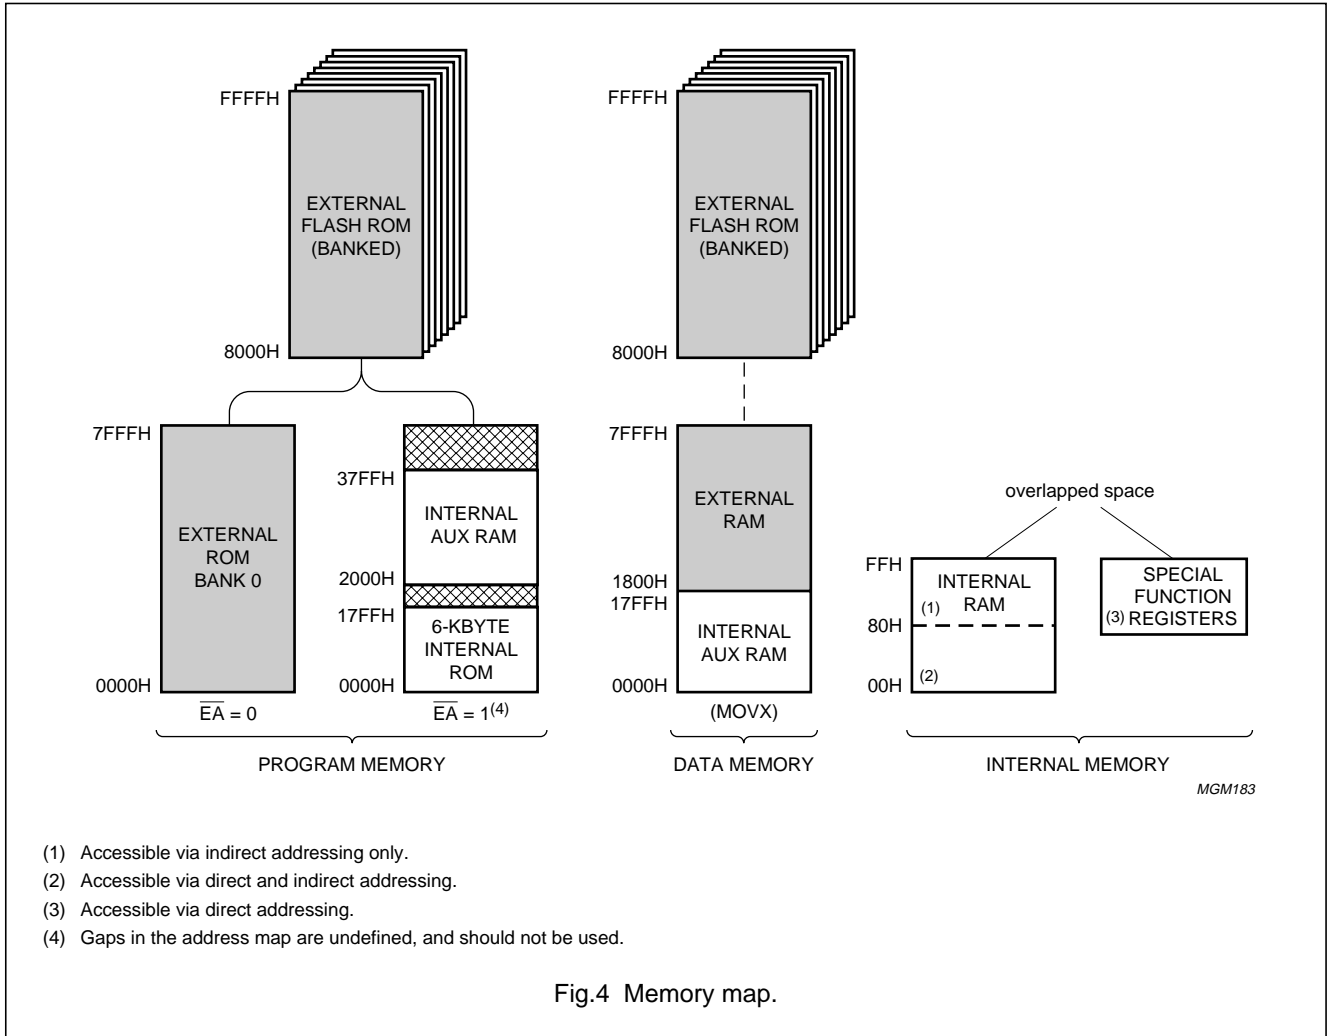 FFFFH
EXTERNAL
FLASH ROM
(BANKED)
8000H
7FFFH
EXTERNAL
ROM
BANK 0
0000H
EA = 0
37FFH
INTERNAL
AUX RAM
2000H
17FFH
6-KBYTE
INTERNAL
ROM
0000H
EA = 1(4)
PROGRAM MEMORY
FFFFH
EXTERNAL
FLASH ROM
(BANKED)
8000H
7FFFH
EXTERNAL
RAM
1800H
17FFH
INTERNAL
AUX RAM
0000H
(MOVX)
DATA MEMORY
overlapped space
FFH
INTERNAL
RAM
(1)
80H
(2)
00H
SPECIAL
FUNCTION
(3) REGISTERS
INTERNAL MEMORY
MGM183
(1) Accessible via indirect addressing only.
(2) Accessible via direct and indirect addressing.
(3) Accessible via direct addressing.
(4) Gaps in the address map are undefined, and should not be used.
Fig.4 Memory map.